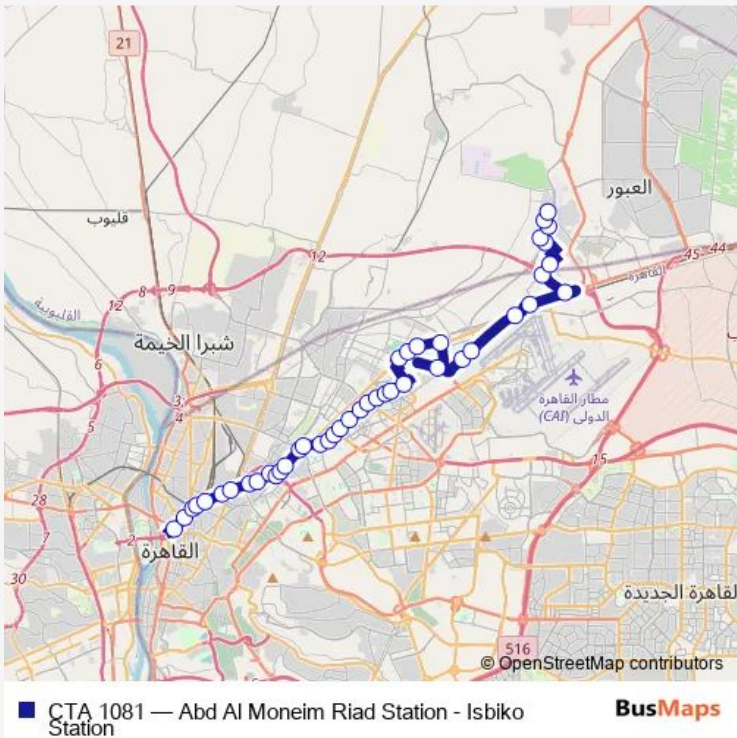 21
العبور
قليوب
12
45-44
القاهرة
8
9
12
القليوبية
شبرا الخيمة
6
3
4
5
مطار القاهرة
الدولى (CAI)
15
28
7
2
القاهرة
30
القاهرة الجديدة
516
© OpenStreetMap contributors
CTA 1081 — Abd Al Moneim Riad Station - Isbiko
Station
BusMaps